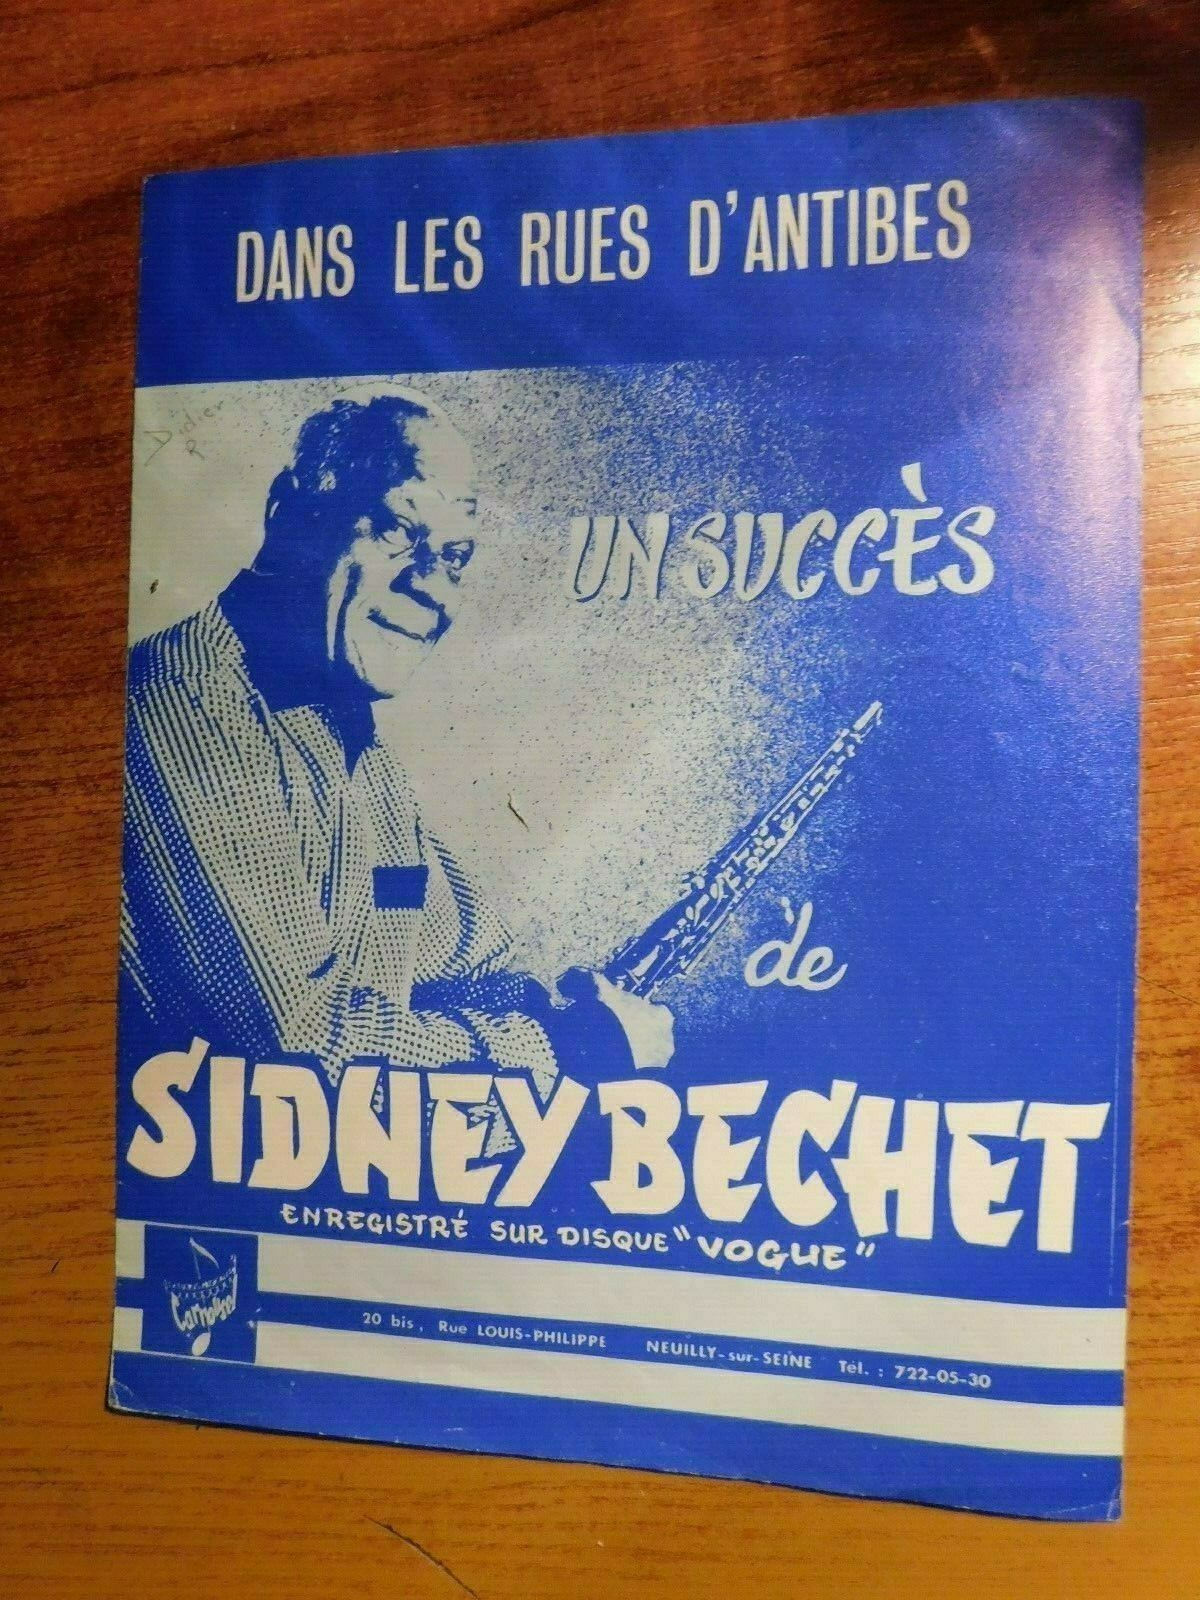 DANS LES RUES D'ANTIBES
Didier
R
UN SUCCÈS
de
SIDNEY BECHET
ENREGISTRÉ SUR DISQUE "VOGUE"
Carrousel
20 bis, Rue LOUIS-PHILIPPE NEUILLY-sur-SEINE Tél. : 722-05-30